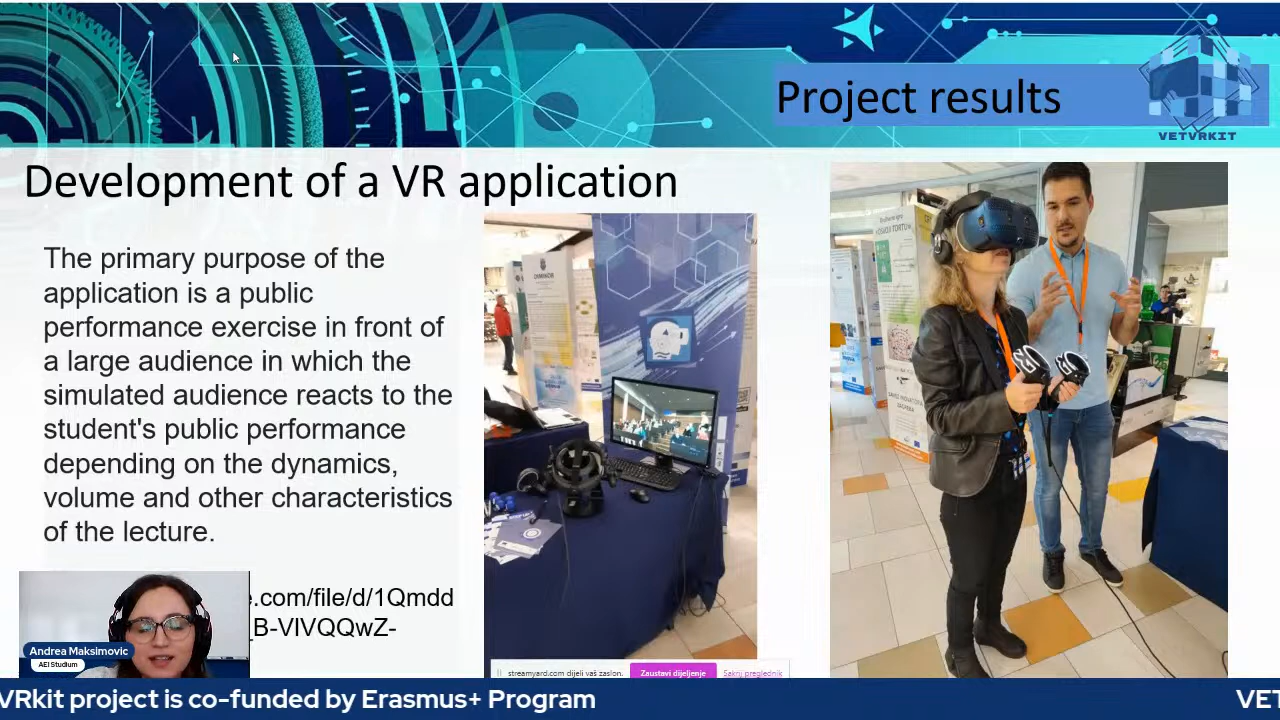 Project results
VETVRKIT
Development of a VR application
The primary purpose of the
application is a public
performance exercise in front of
a large audience in which the
simulated audience reacts to the
student's public performance
depending on the dynamics,
volume and other characteristics
of the lecture.
e.com/file/d/1Qmdd
_B-VIVQQwZ-
Andrea Maksimovic
AEI Studium
streamyard.com dijeli vaš zaslon.
Zaustavi dijeljenje
Sakrij preglednik
VRkit project is co-funded by Erasmus+ Program
VET